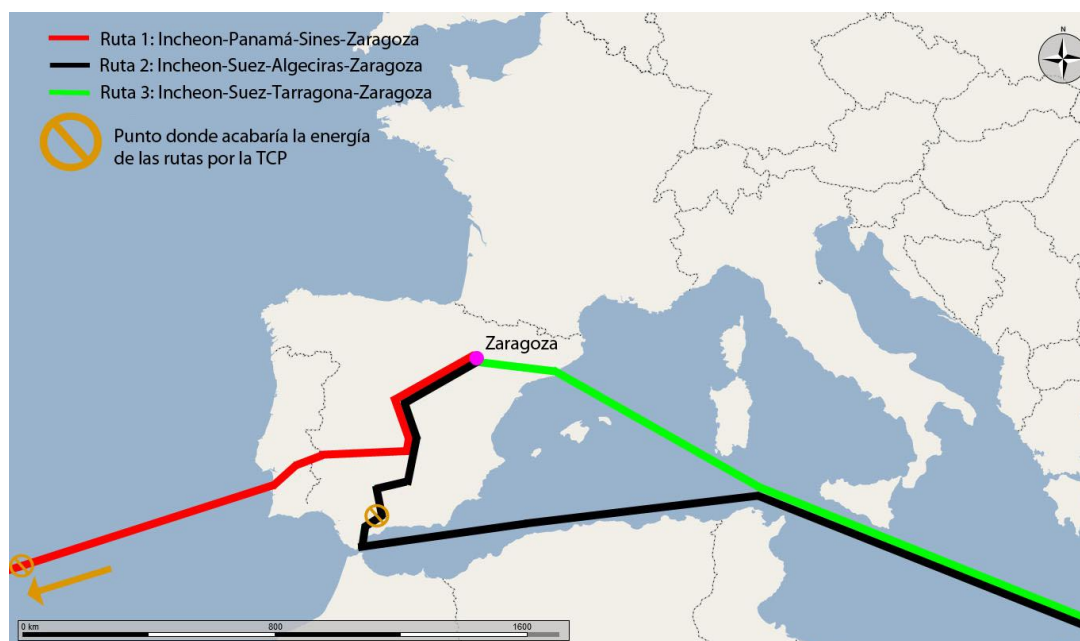 Ruta 1: Incheon-Panamá-Sines-Zaragoza
Ruta 2: Incheon-Suez-Algeciras-Zaragoza
Ruta 3: Incheon-Suez-Tarragona-Zaragoza
Punto donde acabaría la energía
de las rutas por la TCP
N
Zaragoza
0 km 800 1600